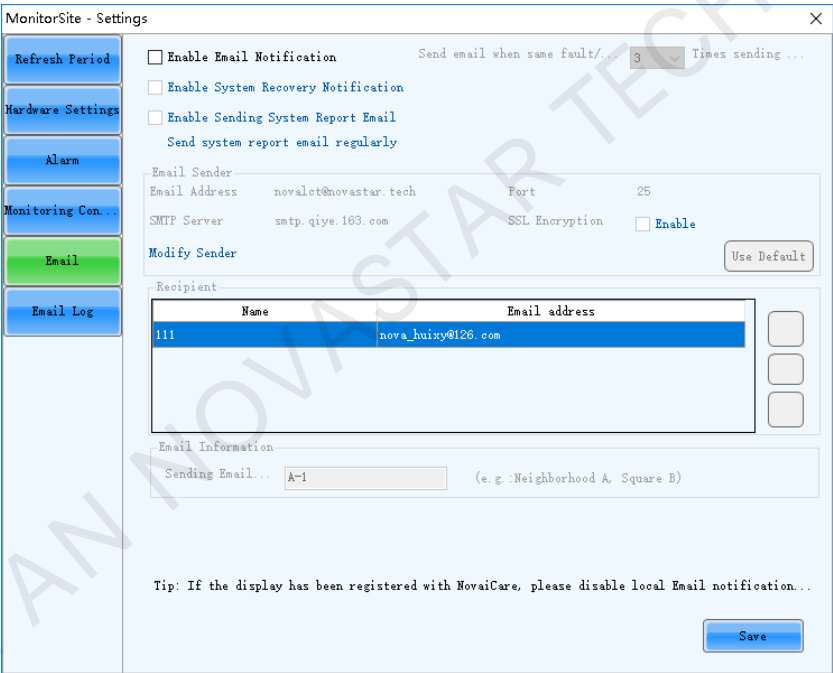 MonitorSite - Settings
Refresh Period
Hardware Settings
Alarm
Monitoring Con...
Email
Email Log
Enable Email Notification
Send email when same fault/... 3 Times sending ...
Enable System Recovery Notification
Enable Sending System Report Email
Send system report email regularly
Email Sender
Email Address novalct@novastar.tech Port 25
SMTP Server smtp.qiye.163.com SSL Encryption Enable
Modify Sender Use Default
Recipient
Name Email address
111 nova_huixy@126.com
Email Information
Sending Email... A-1 (e.g.:Neighborhood A, Square B)
Tip: If the display has been registered with NovaiCare, please disable local Email notification...
Save
AN NOVASTAR TECH